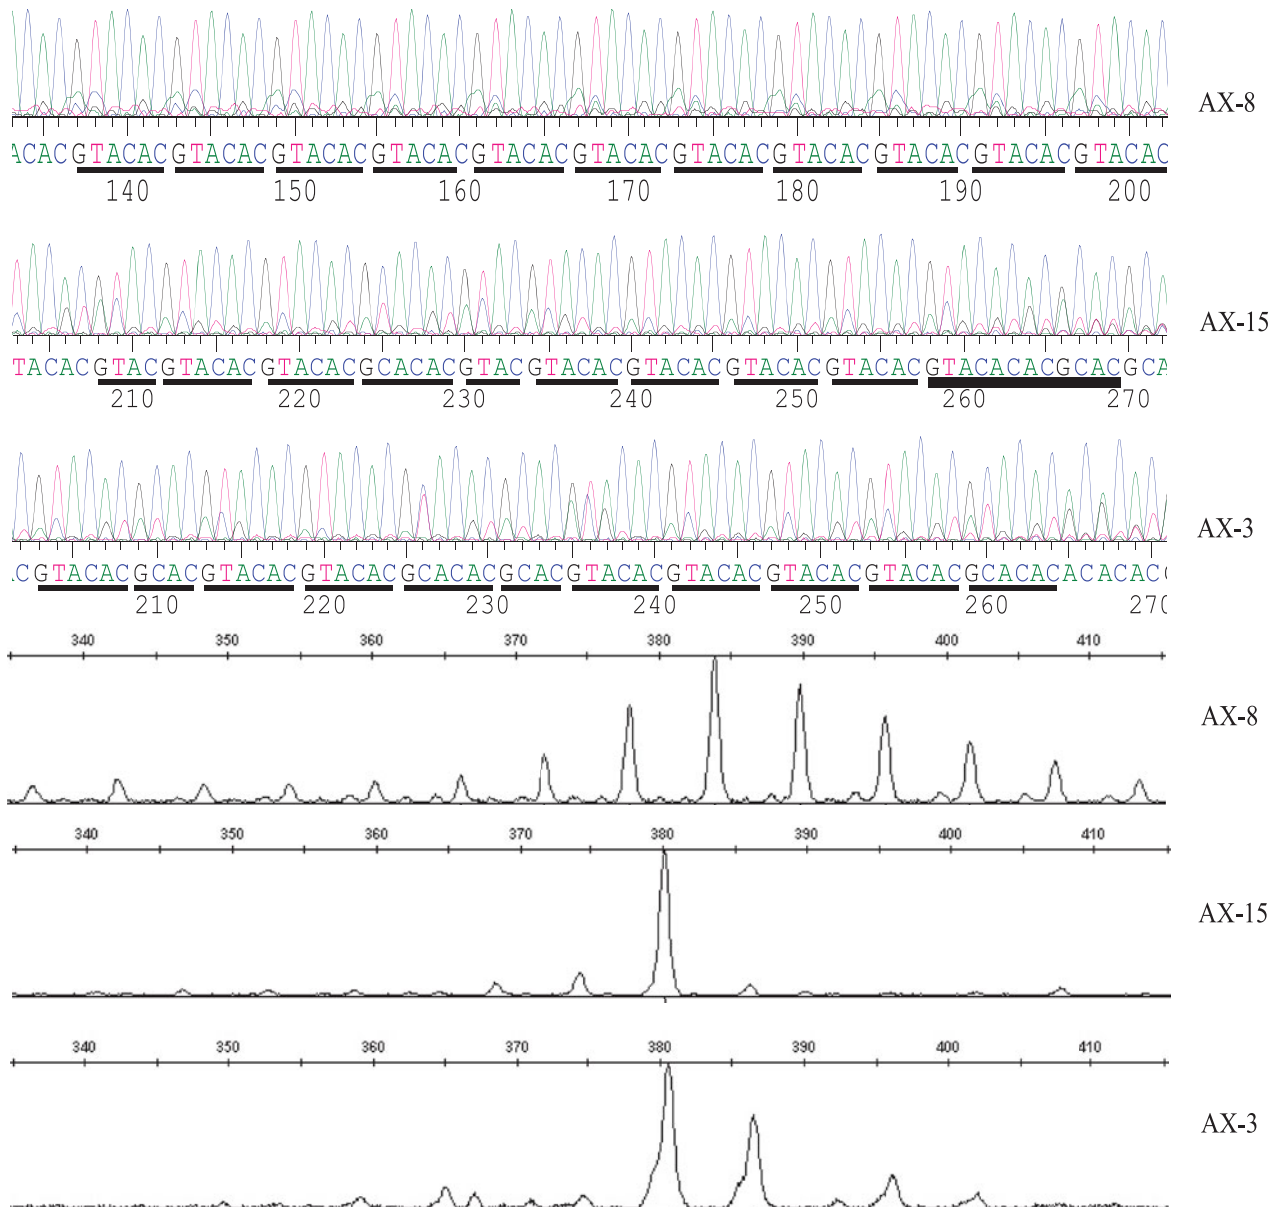 AX-8
ACACGTACACGTACACGTACACGTACACGTACACGTACACGTACACGTACACGTACACGTACACGTACAC
140 150 160 170 180 190 200
AX-15
TACACGTACGTACACGTACACGCACACGTACGTACACGTACACGTACACGTACACGTACACACGCACGCA
210 220 230 240 250 260 270
AX-3
CGTACACGCACGTACACGTACACGCACACGCACGTACACGTACACGTACACGTACACGCACACACACAC
210 220 230 240 250 260 270
340 350 360 370 380 390 400 410
AX-8
340 350 360 370 380 390 400 410
AX-15
340 350 360 370 380 390 400 410
AX-3